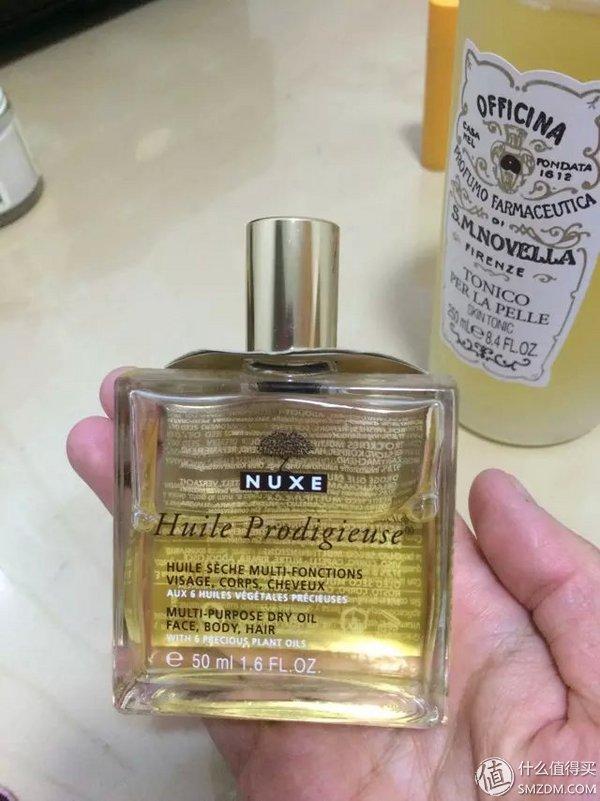 OFFICINA
CASA
MEL
FONDATA
1612
PROFUMO FARMACEUTICA
DI
S.M.NOVELLA
FIRENZE
TONICO
PER LA PELLE
SKIN TONIC
250 ml e 8.4 FL.OZ.
NUXE
Huile Prodigieuse
HUILE SÈCHE MULTI-FONCTIONS
VISAGE, CORPS, CHEVEUX
AUX 6 HUILES VÉGÉTALES PRÉCIEUSES
MULTI-PURPOSE DRY OIL
FACE, BODY, HAIR
WITH 6 PRECIOUS PLANT OILS
e 50 ml 1.6 FL.OZ.
值 什么值得买
SMZDM.COM